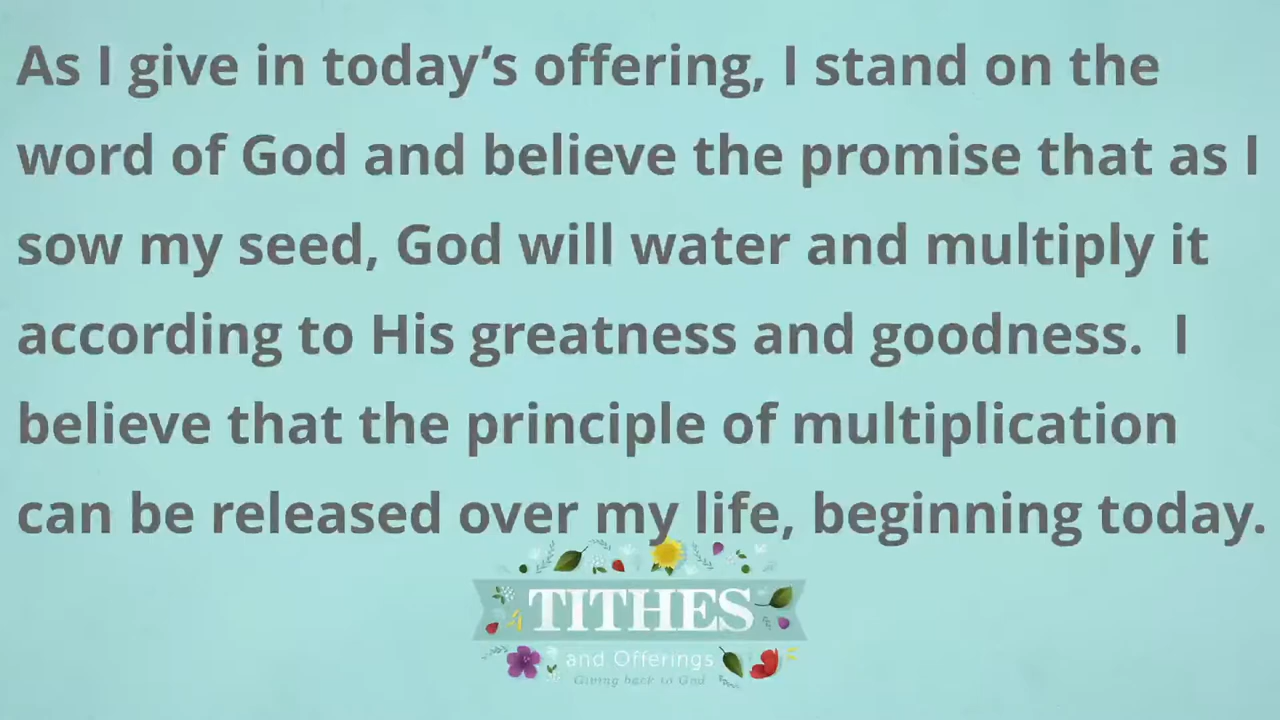 As I give in today’s offering, I stand on the
word of God and believe the promise that as I
sow my seed, God will water and multiply it
according to His greatness and goodness.  I
believe that the principle of multiplication
can be released over my life, beginning today.
TITHES
and Offerings
Giving back to God